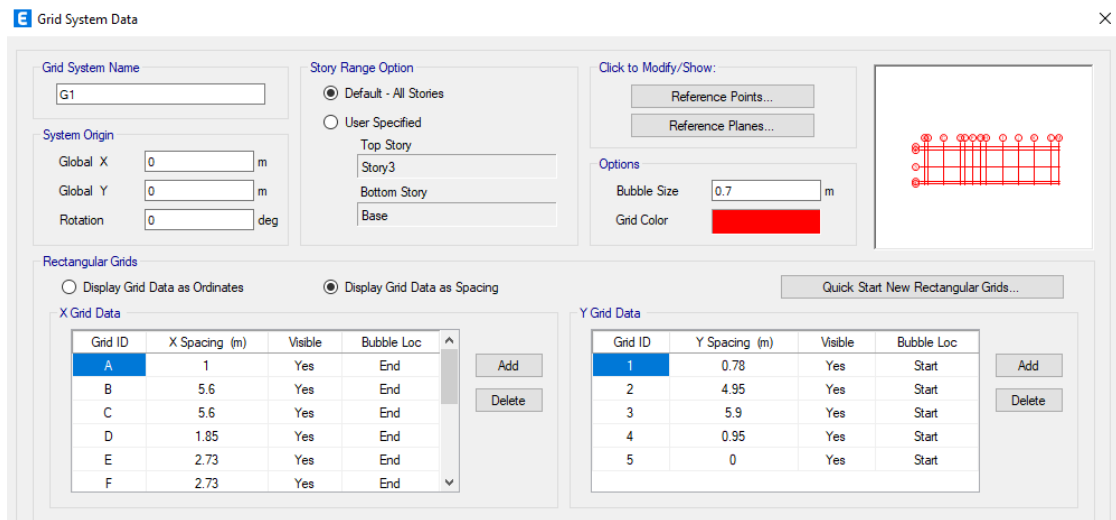 E Grid System Data
Grid System Name
G1
System Origin
Global X 0 m
Global Y 0 m
Rotation 0 deg
Story Range Option
Default - All Stories
User Specified
Top Story
Story3
Bottom Story
Base
Click to Modify/Show:
Reference Points...
Reference Planes...
Options
Bubble Size 0.7 m
Grid Color
Rectangular Grids
Display Grid Data as Ordinates
Display Grid Data as Spacing
Quick Start New Rectangular Grids...
X Grid Data
Grid ID X Spacing (m) Visible Bubble Loc
A 1 Yes End
B 5.6 Yes End
C 5.6 Yes End
D 1.85 Yes End
E 2.73 Yes End
F 2.73 Yes End
Add
Delete
Y Grid Data
Grid ID Y Spacing (m) Visible Bubble Loc
1 0.78 Yes Start
2 4.95 Yes Start
3 5.9 Yes Start
4 0.95 Yes Start
5 0 Yes Start
Add
Delete